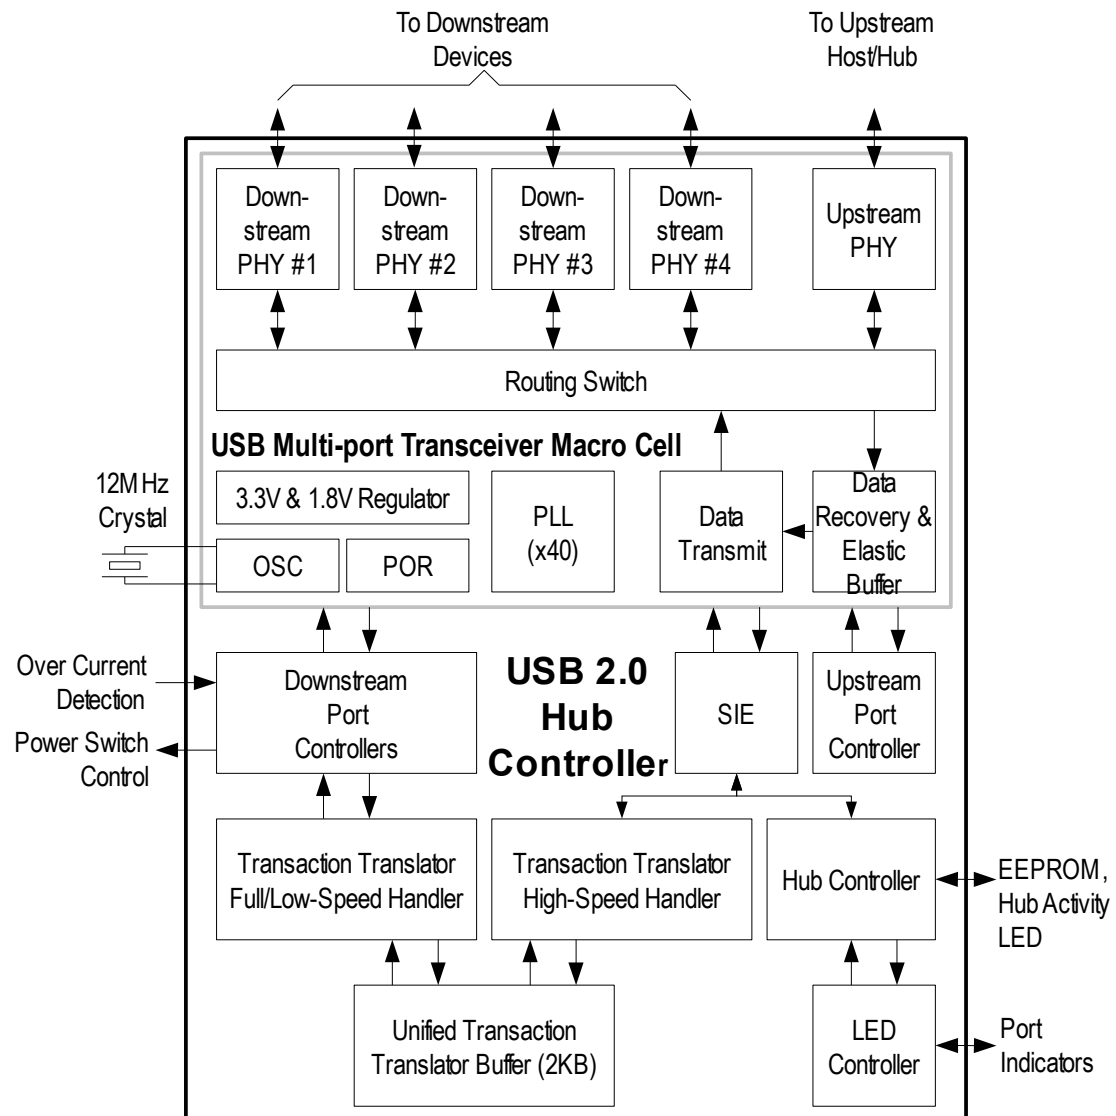 To Downstream
Devices
To Upstream
Host/Hub
Down-
stream
PHY #1
Down-
stream
PHY #2
Down-
stream
PHY #3
Down-
stream
PHY #4
Upstream
PHY
Routing Switch
USB Multi-port Transceiver Macro Cell
12MHz
Crystal
3.3V & 1.8V Regulator
OSC
POR
PLL
(x40)
Data
Transmit
Data
Recovery &
Elastic
Buffer
Over Current
Detection
Power Switch
Control
Downstream
Port
Controllers
USB 2.0
Hub
Controller
SIE
Upstream
Port
Controller
Transaction Translator
Full/Low-Speed Handler
Transaction Translator
High-Speed Handler
Hub Controller
EEPROM,
Hub Activity
LED
Unified Transaction
Translator Buffer (2KB)
LED
Controller
Port
Indicators